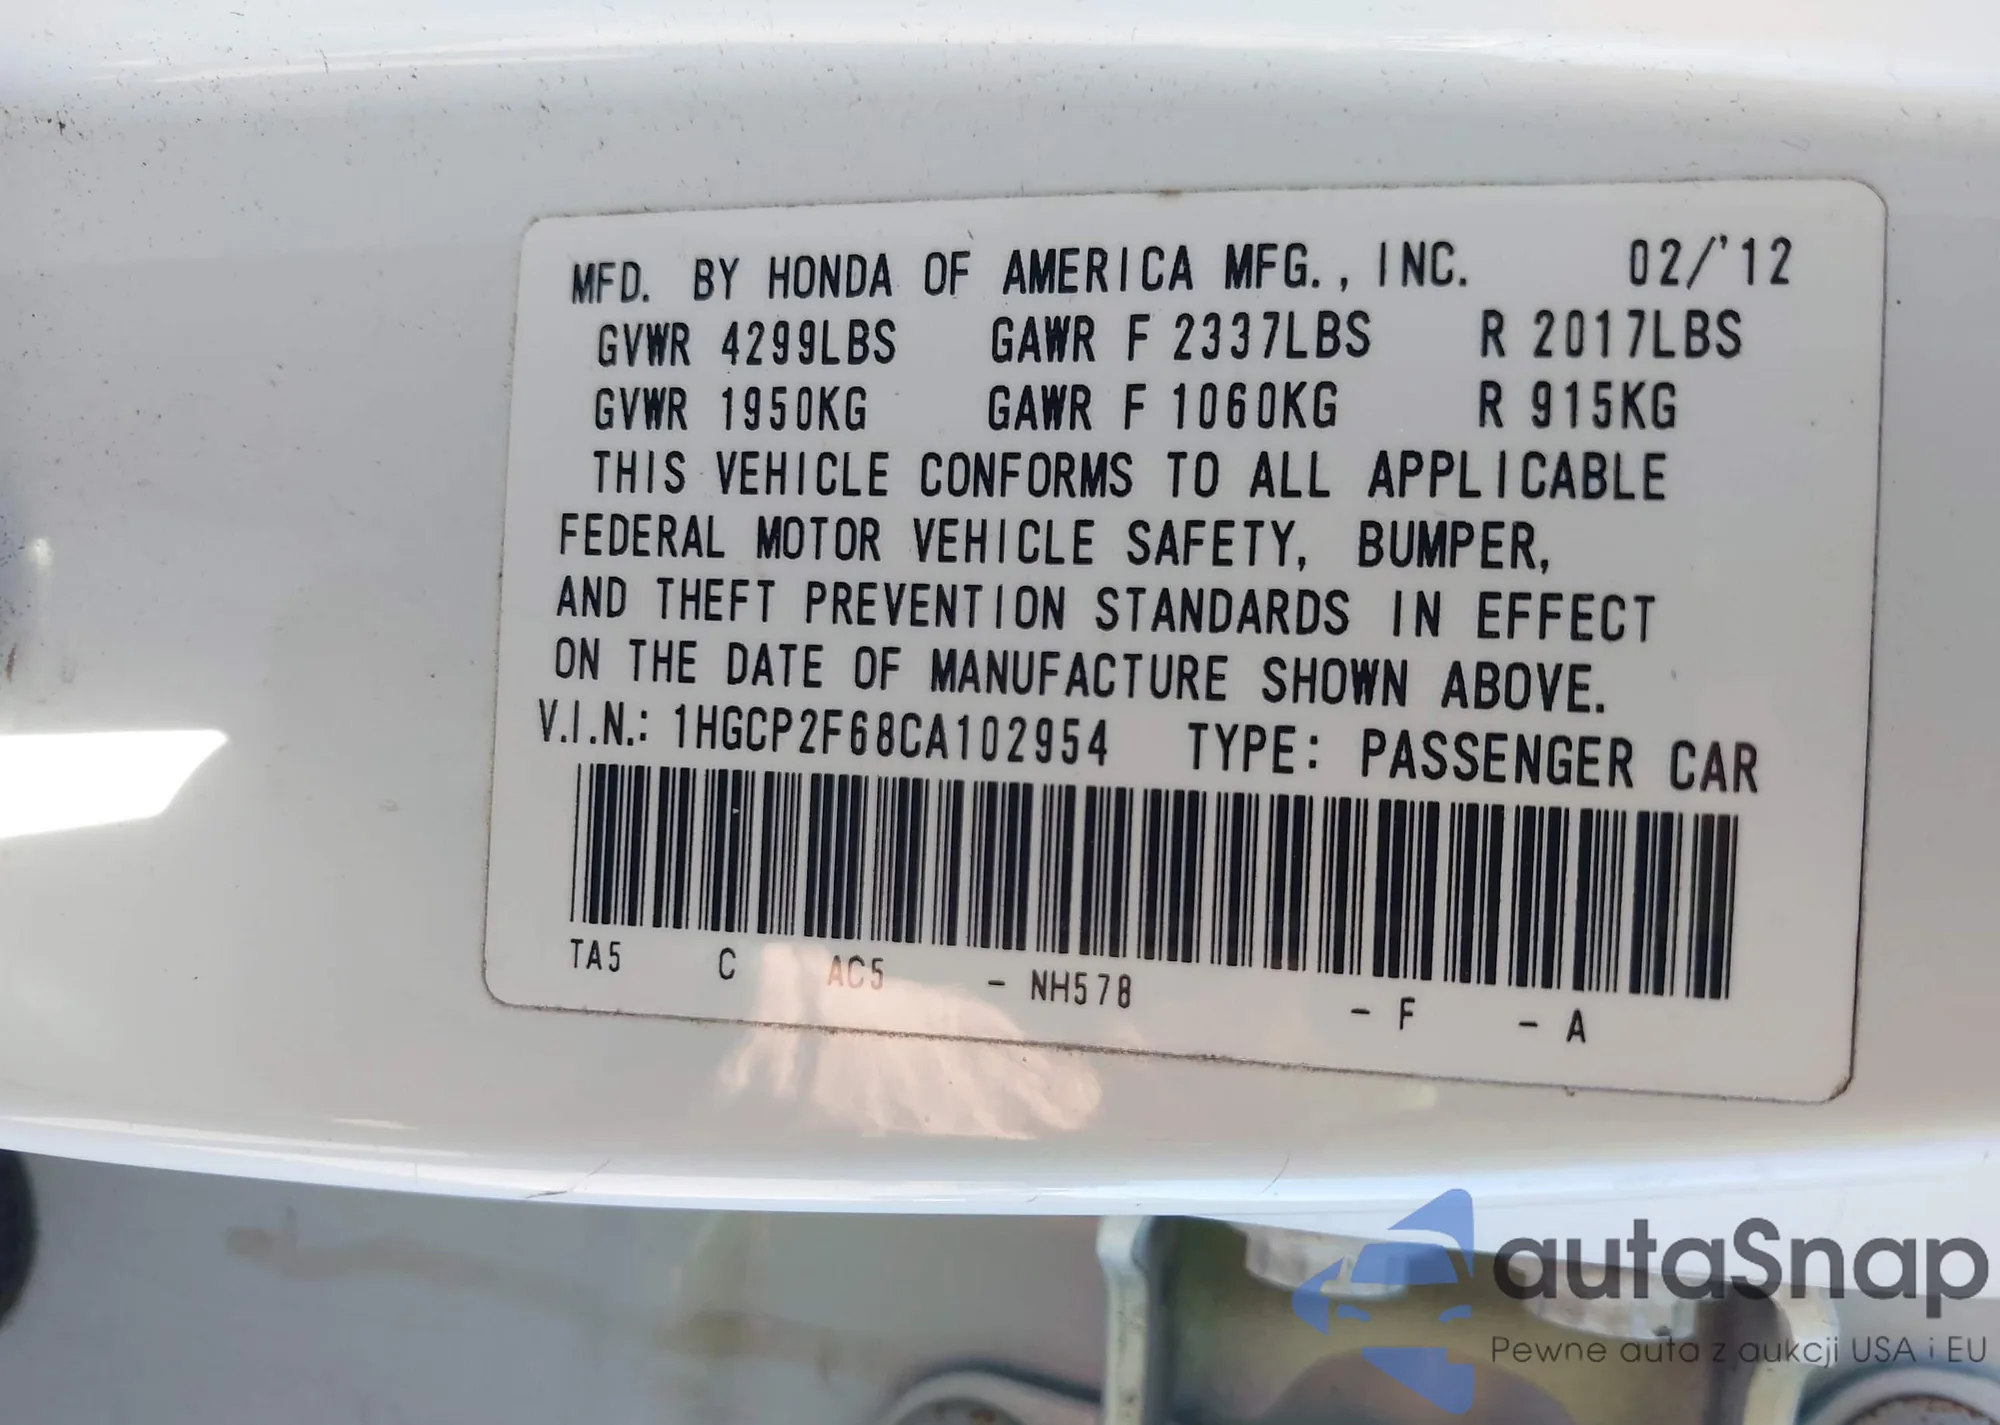 MFD. BY HONDA OF AMERICA MFG., INC. 02/'12
GVWR 4299LBS GAWR F 2337LBS R 2017LBS
GVWR 1950KG GAWR F 1060KG R 915KG
THIS VEHICLE CONFORMS TO ALL APPLICABLE
FEDERAL MOTOR VEHICLE SAFETY, BUMPER,
AND THEFT PREVENTION STANDARDS IN EFFECT
ON THE DATE OF MANUFACTURE SHOWN ABOVE.
V.I.N.: 1HGCP2F68CA102954 TYPE: PASSENGER CAR
TA5 C AC5 - NH578 - F - A
autaSnap
Pewne auta z aukcji USA i EU